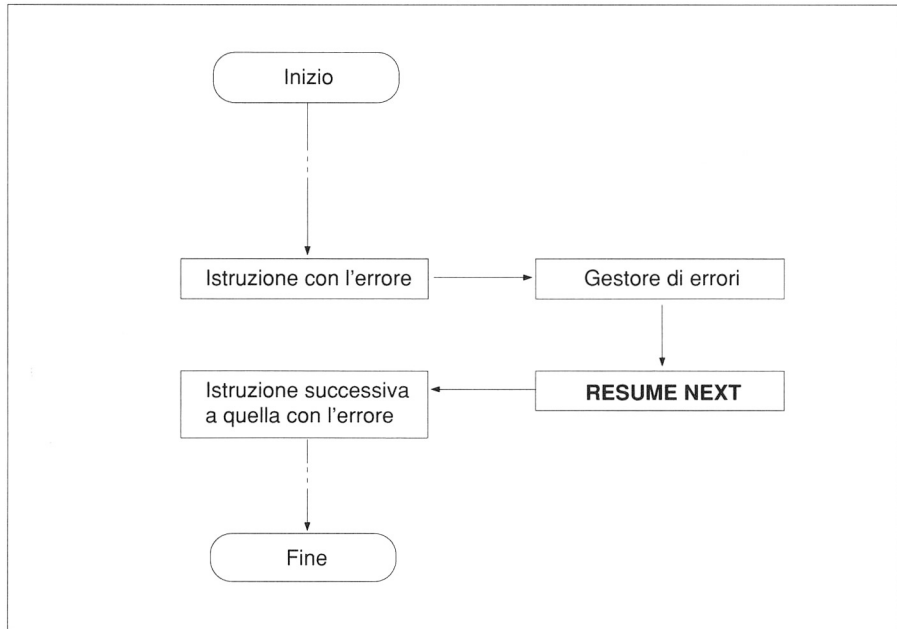 Inizio
Istruzione con l'errore
Gestore di errori
Istruzione successiva
a quella con l'errore
RESUME NEXT
Fine